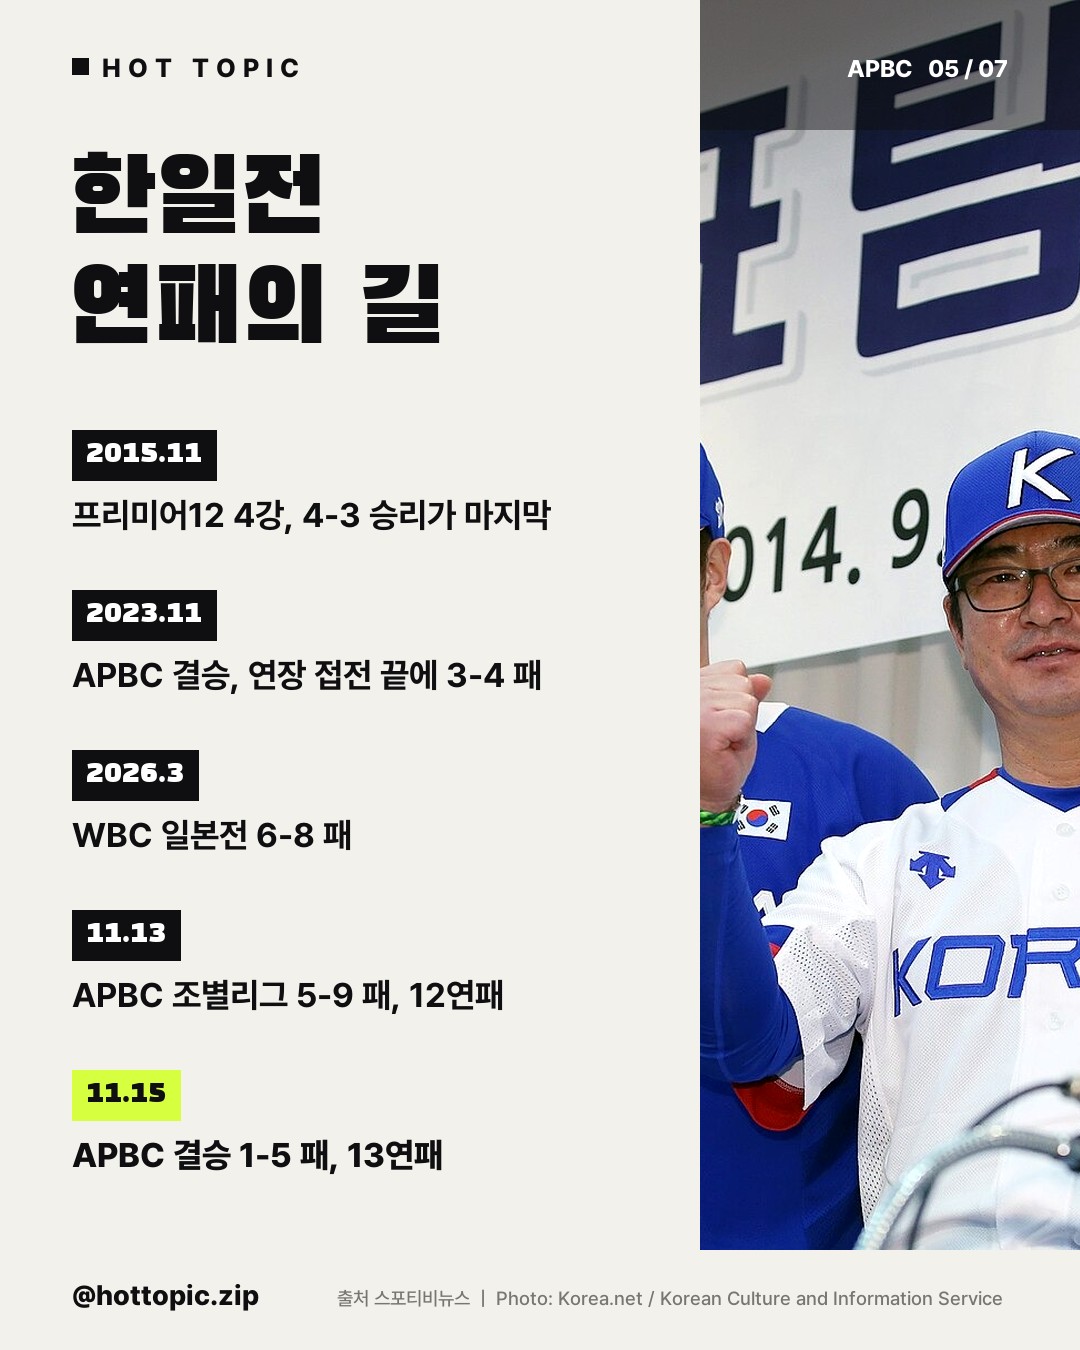 HOT TOPIC
APBC 05 / 07
한일전
연패의 길
2015.11
프리미어12 4강, 4-3 승리가 마지막
2023.11
APBC 결승, 연장 접전 끝에 3-4 패
2026.3
WBC 일본전 6-8 패
11.13
APBC 조별리그 5-9 패, 12연패
11.15
APBC 결승 1-5 패, 13연패
014. 9.
K
KOR
@hottopic.zip
출처 스포티비뉴스 | Photo: Korea.net / Korean Culture and Information Service